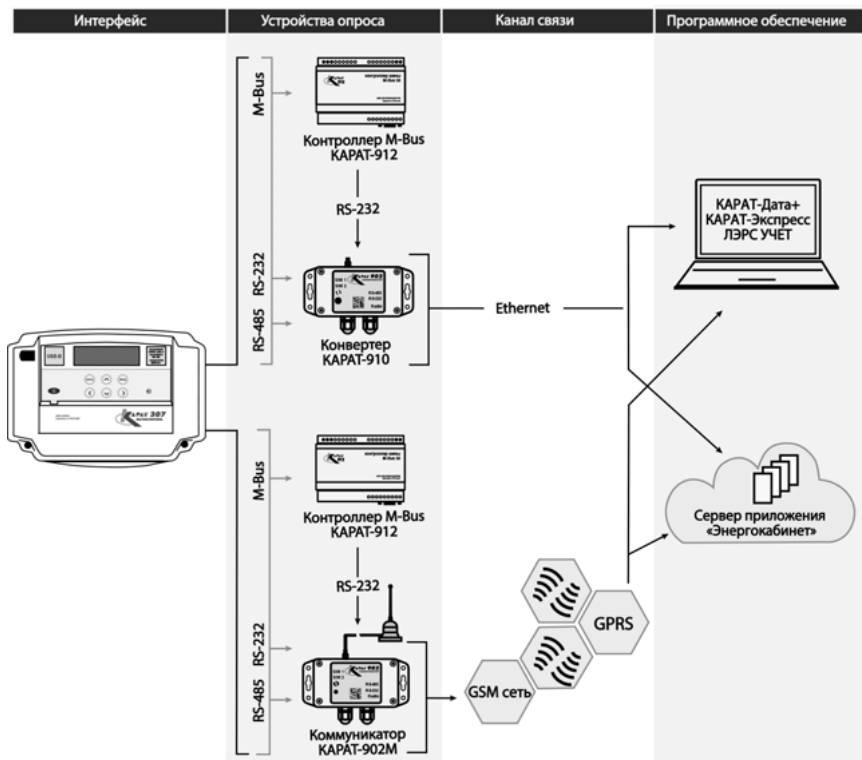 Интерфейс
Устройства опроса
Канал связи
Программное обеспечение
M-Bus
Контроллер M-Bus
КАРАТ-912
RS-232
RS-232
RS-485
Конвертер
КАРАТ-910
Ethernet
КАРАТ-Дата+
КАРАТ-Экспресс
ЛЭРС УЧЕТ
КАРАТ 307
M-Bus
Контроллер M-Bus
КАРАТ-912
RS-232
RS-232
RS-485
Коммуникатор
КАРАТ-902М
GSM сеть
GPRS
Сервер приложения
«Энергокабинет»